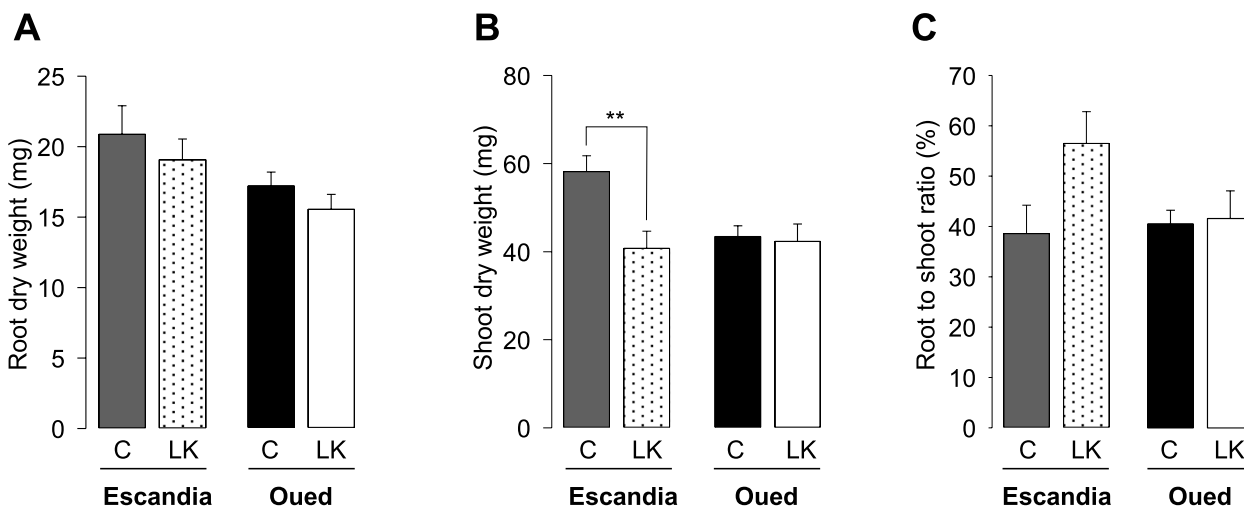 A
Root dry weight (mg)
25
20
15
10
5
0
C LK C LK
Escandia Oued
B
Shoot dry weight (mg)
80
60
40
20
0
**
C LK C LK
Escandia Oued
C
Root to shoot ratio (%)
70
60
50
40
30
20
10
0
C LK C LK
Escandia Oued